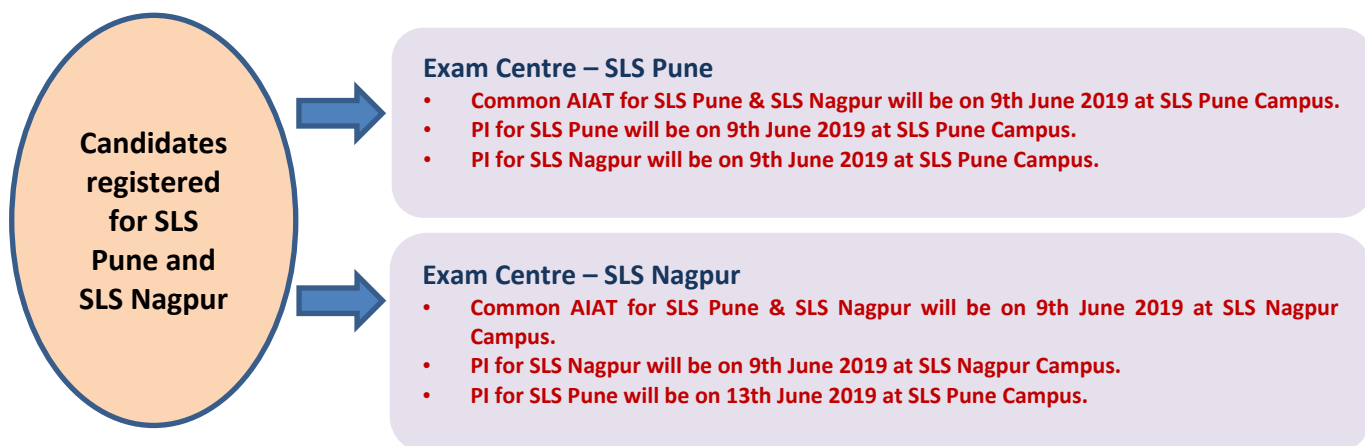 Candidates
registered
for SLS
Pune and
SLS Nagpur
Exam Centre – SLS Pune
• Common AIAT for SLS Pune & SLS Nagpur will be on 9th June 2019 at SLS Pune Campus.
• PI for SLS Pune will be on 9th June 2019 at SLS Pune Campus.
• PI for SLS Nagpur will be on 9th June 2019 at SLS Pune Campus.
Exam Centre – SLS Nagpur
• Common AIAT for SLS Pune & SLS Nagpur will be on 9th June 2019 at SLS Nagpur
Campus.
• PI for SLS Nagpur will be on 9th June 2019 at SLS Nagpur Campus.
• PI for SLS Pune will be on 13th June 2019 at SLS Pune Campus.